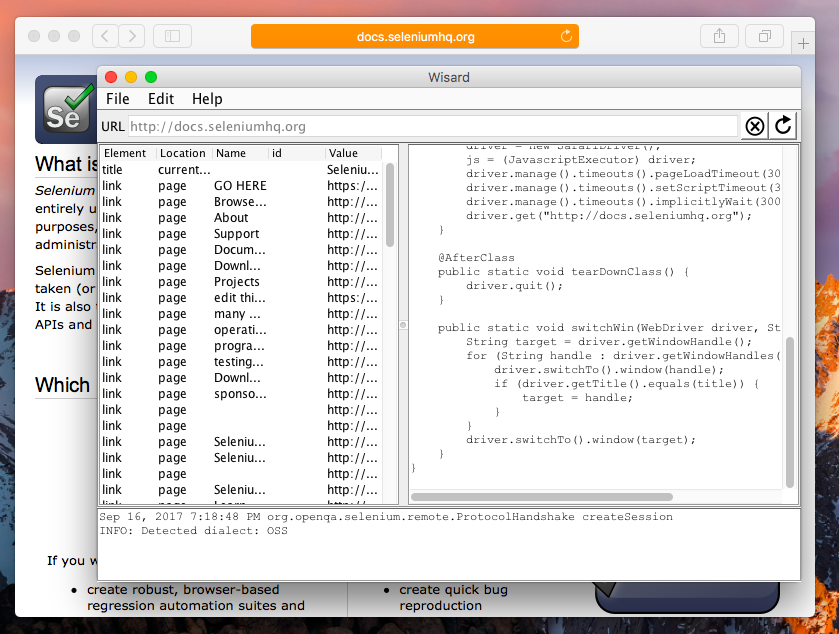 docs.seleniumhq.org
Wisard
File Edit Help
URL http://docs.seleniumhq.org
Element Location Name id Value
title current... Seleniu...
link page GO HERE https:/...
link page Browse... http://...
link page About http://...
link page Support http://...
link page Docum... http://...
link page Downl... http://...
link page Projects http://...
link page edit thi... https:/...
link page many ... http://...
link page operati... http://...
link page progra... http://...
link page testing... http://...
link page Downl... http://...
link page sponso... http://...
link page http://...
link page http://...
link page Seleniu... http://...
link page Seleniu... http://...
link page http://...
link page Seleniu... http://...
driver = new SafariDriver();
js = (JavascriptExecutor) driver;
driver.manage().timeouts().pageLoadTimeout(30
driver.manage().timeouts().setScriptTimeout(3
driver.manage().timeouts().implicitlyWait(300
driver.get("http://docs.seleniumhq.org");
}
@AfterClass
public static void tearDownClass() {
driver.quit();
}
public static void switchWin(WebDriver driver, St
String target = driver.getWindowHandle();
for (String handle : driver.getWindowHandles(
driver.switchTo().window(handle);
if (driver.getTitle().equals(title)) {
target = handle;
}
}
driver.switchTo().window(target);
}
}
Sep 16, 2017 7:18:48 PM org.openqa.selenium.remote.ProtocolHandshake createSession
INFO: Detected dialect: OSS
Se
What is
Selenium
entirely u
purposes,
administr
Selenium
taken (or
It is also
APIs and
Which
If you w
• create robust, browser-based
regression automation suites and
• create quick bug
reproduction